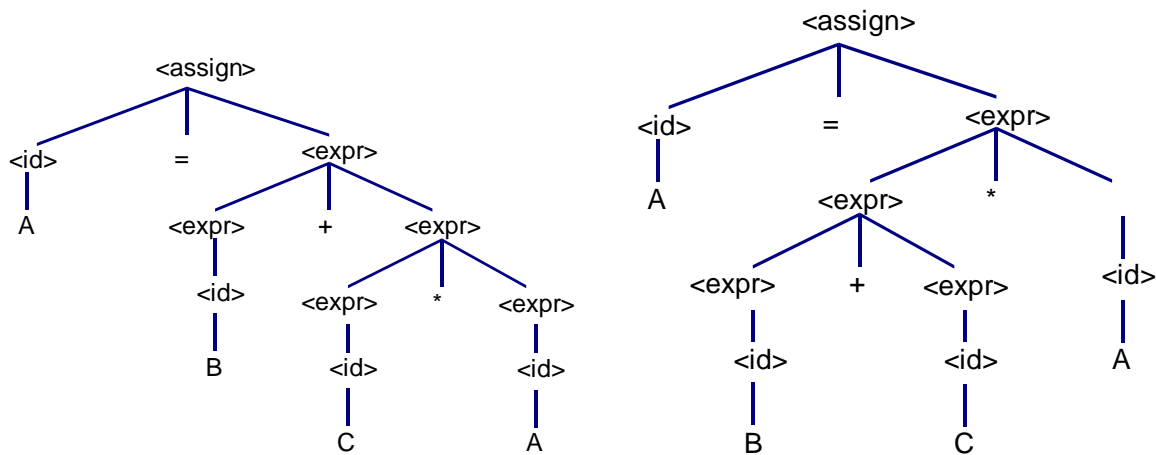 <assign>
<id> = <expr>
A <expr> + <expr>
<id> <expr> * <expr>
B <id> <id>
C A
<assign>
<id> = <expr>
A <expr> *
<expr> + <expr> <id>
<id> <id> A
B C